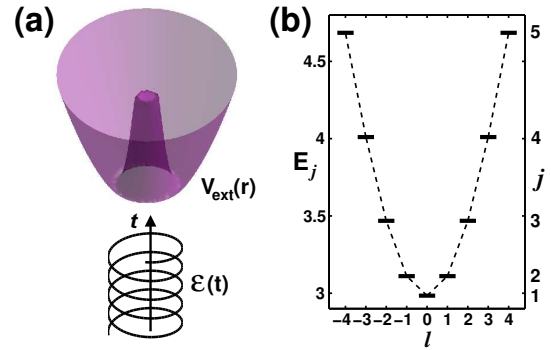 (a)
V_ext(r)
t
ε(t)
(b)
E_j
4.5
4
3.5
3
5
4
3
2
1
j
-4 -3 -2 -1 0 1 2 3 4
l